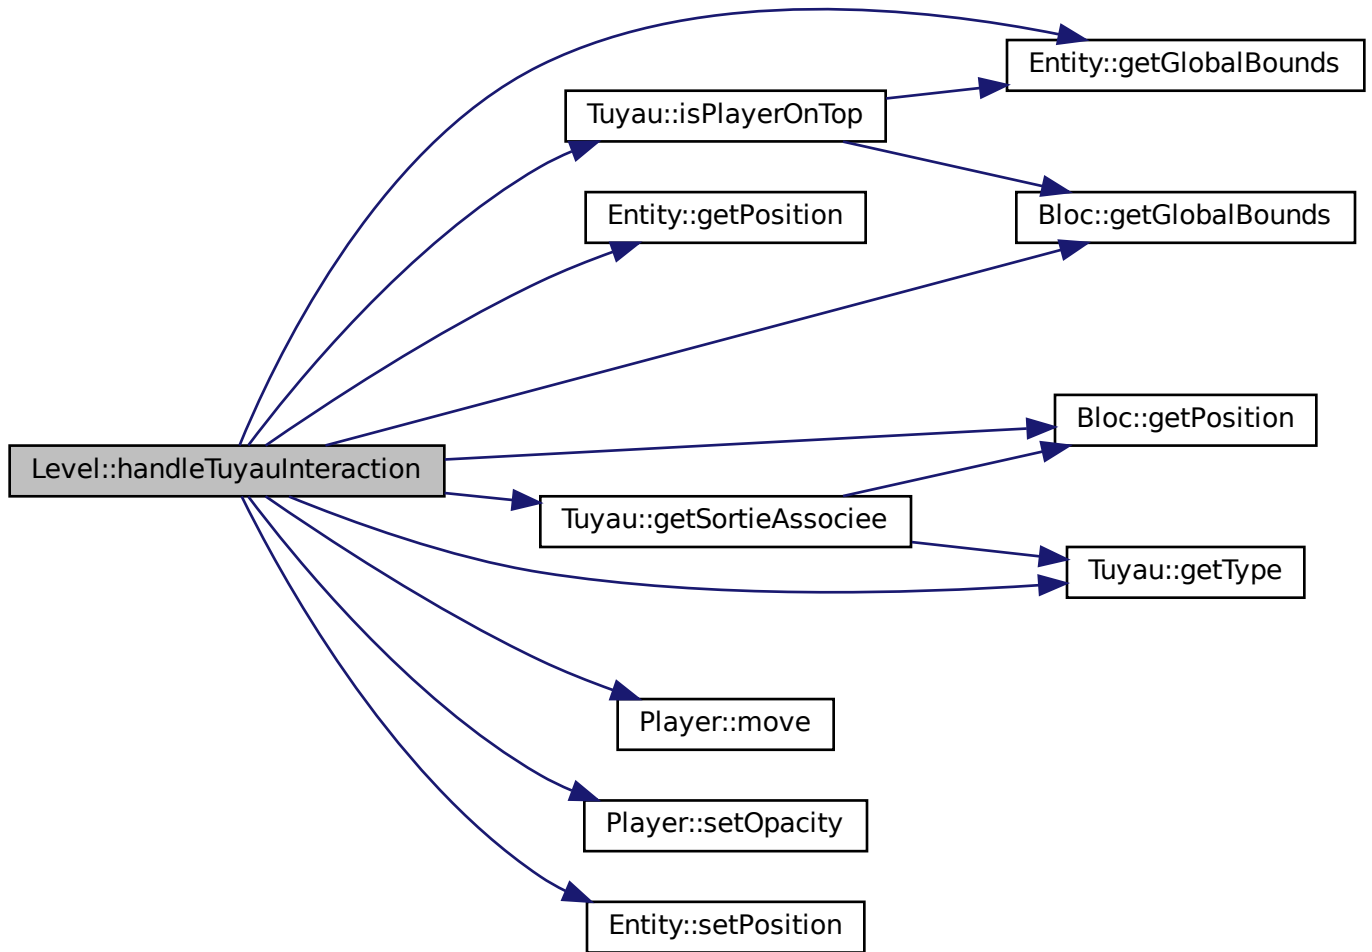 Entity::getGlobalBounds
Tuyau::isPlayerOnTop
Entity::getPosition
Bloc::getGlobalBounds
Bloc::getPosition
Level::handleTuyauInteraction
Tuyau::getSortieAssociee
Tuyau::getType
Player::move
Player::setOpacity
Entity::setPosition